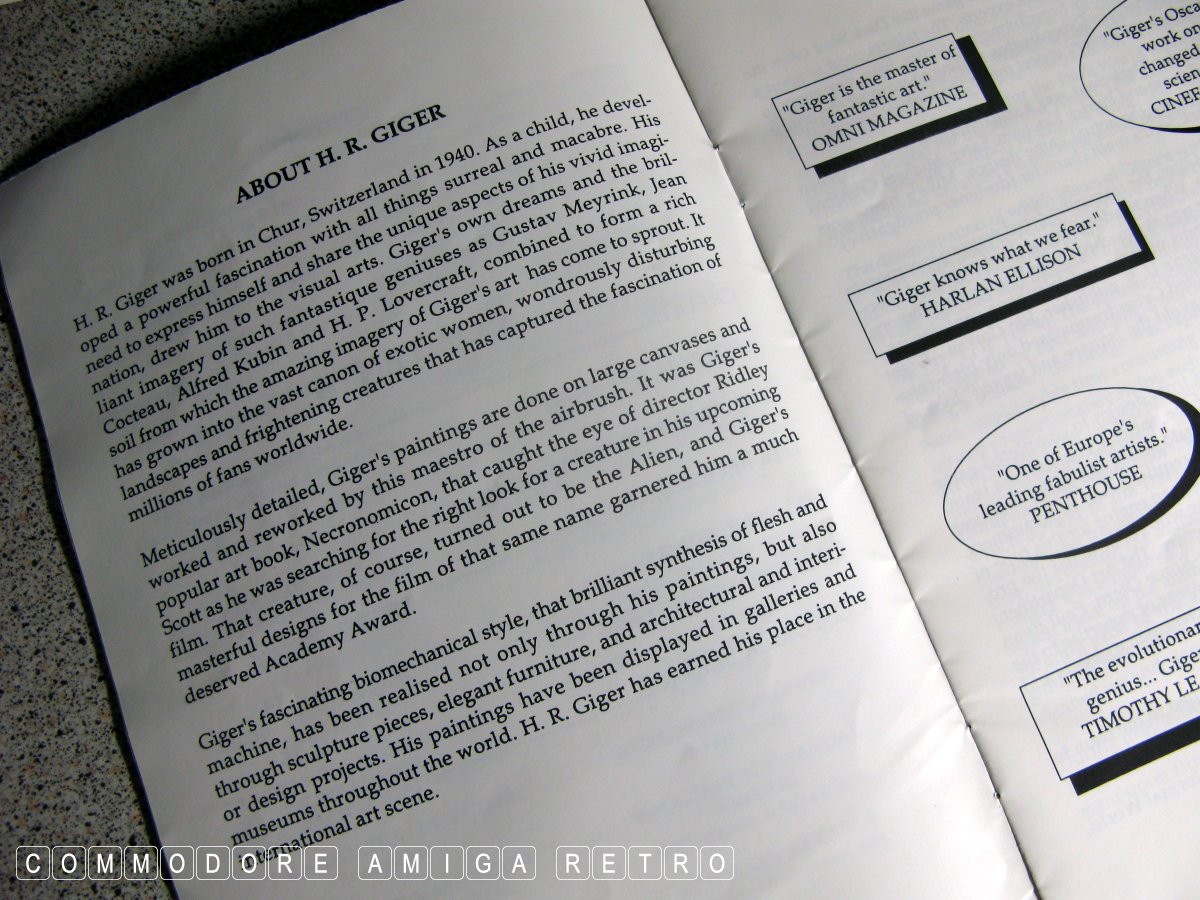 ABOUT H. R. GIGER
H. R. Giger was born in Chur, Switzerland in 1940. As a child, he devel-
oped a powerful fascination with all things surreal and macabre. His
need to express himself and share the unique aspects of his vivid imagi-
nation, drew him to the visual arts. Giger's own dreams and the bril-
liant imagery of such fantastique geniuses as Gustav Meyrink, Jean
Cocteau, Alfred Kubin and H. P. Lovercraft, combined to form a rich
soil from which the amazing imagery of Giger's art has come to sprout. It
has grown into the vast canon of exotic women, wondrously disturbing
landscapes and frightening creatures that has captured the fascination of
millions of fans worldwide.
Meticulously detailed, Giger's paintings are done on large canvases and
worked and reworked by this maestro of the airbrush. It was Giger's
popular art book, Necronomicon, that caught the eye of director Ridley
Scott as he was searching for the right look for a creature in his upcoming
film. That creature, of course, turned out to be the Alien, and Giger's
masterful designs for the film of that same name garnered him a much
deserved Academy Award.
Giger's fascinating biomechanical style, that brilliant synthesis of flesh and
machine, has been realised not only through his paintings, but also
through sculpture pieces, elegant furniture, and architectural and interi-
or design projects. His paintings have been displayed in galleries and
museums throughout the world. H. R. Giger has earned his place in the
international art scene.
"Giger is the master of
fantastic art."
OMNI MAGAZINE
"Giger's Osca
work on
changed
scien
CINEF
"Giger knows what we fear."
HARLAN ELLISON
"One of Europe's
leading fabulist artists."
PENTHOUSE
"The evolutionar
genius... Gige
TIMOTHY LEA
COMMODORE AMIGA RETRO